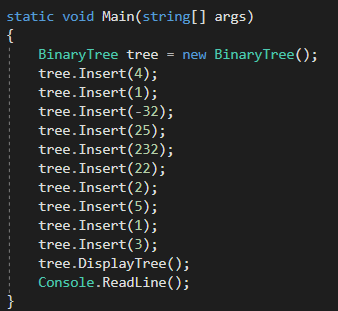 static void Main(string[] args)
{
BinaryTree tree = new BinaryTree();
tree.Insert(4);
tree.Insert(1);
tree.Insert(-32);
tree.Insert(25);
tree.Insert(232);
tree.Insert(22);
tree.Insert(2);
tree.Insert(5);
tree.Insert(1);
tree.Insert(3);
tree.DisplayTree();
Console.ReadLine();
}